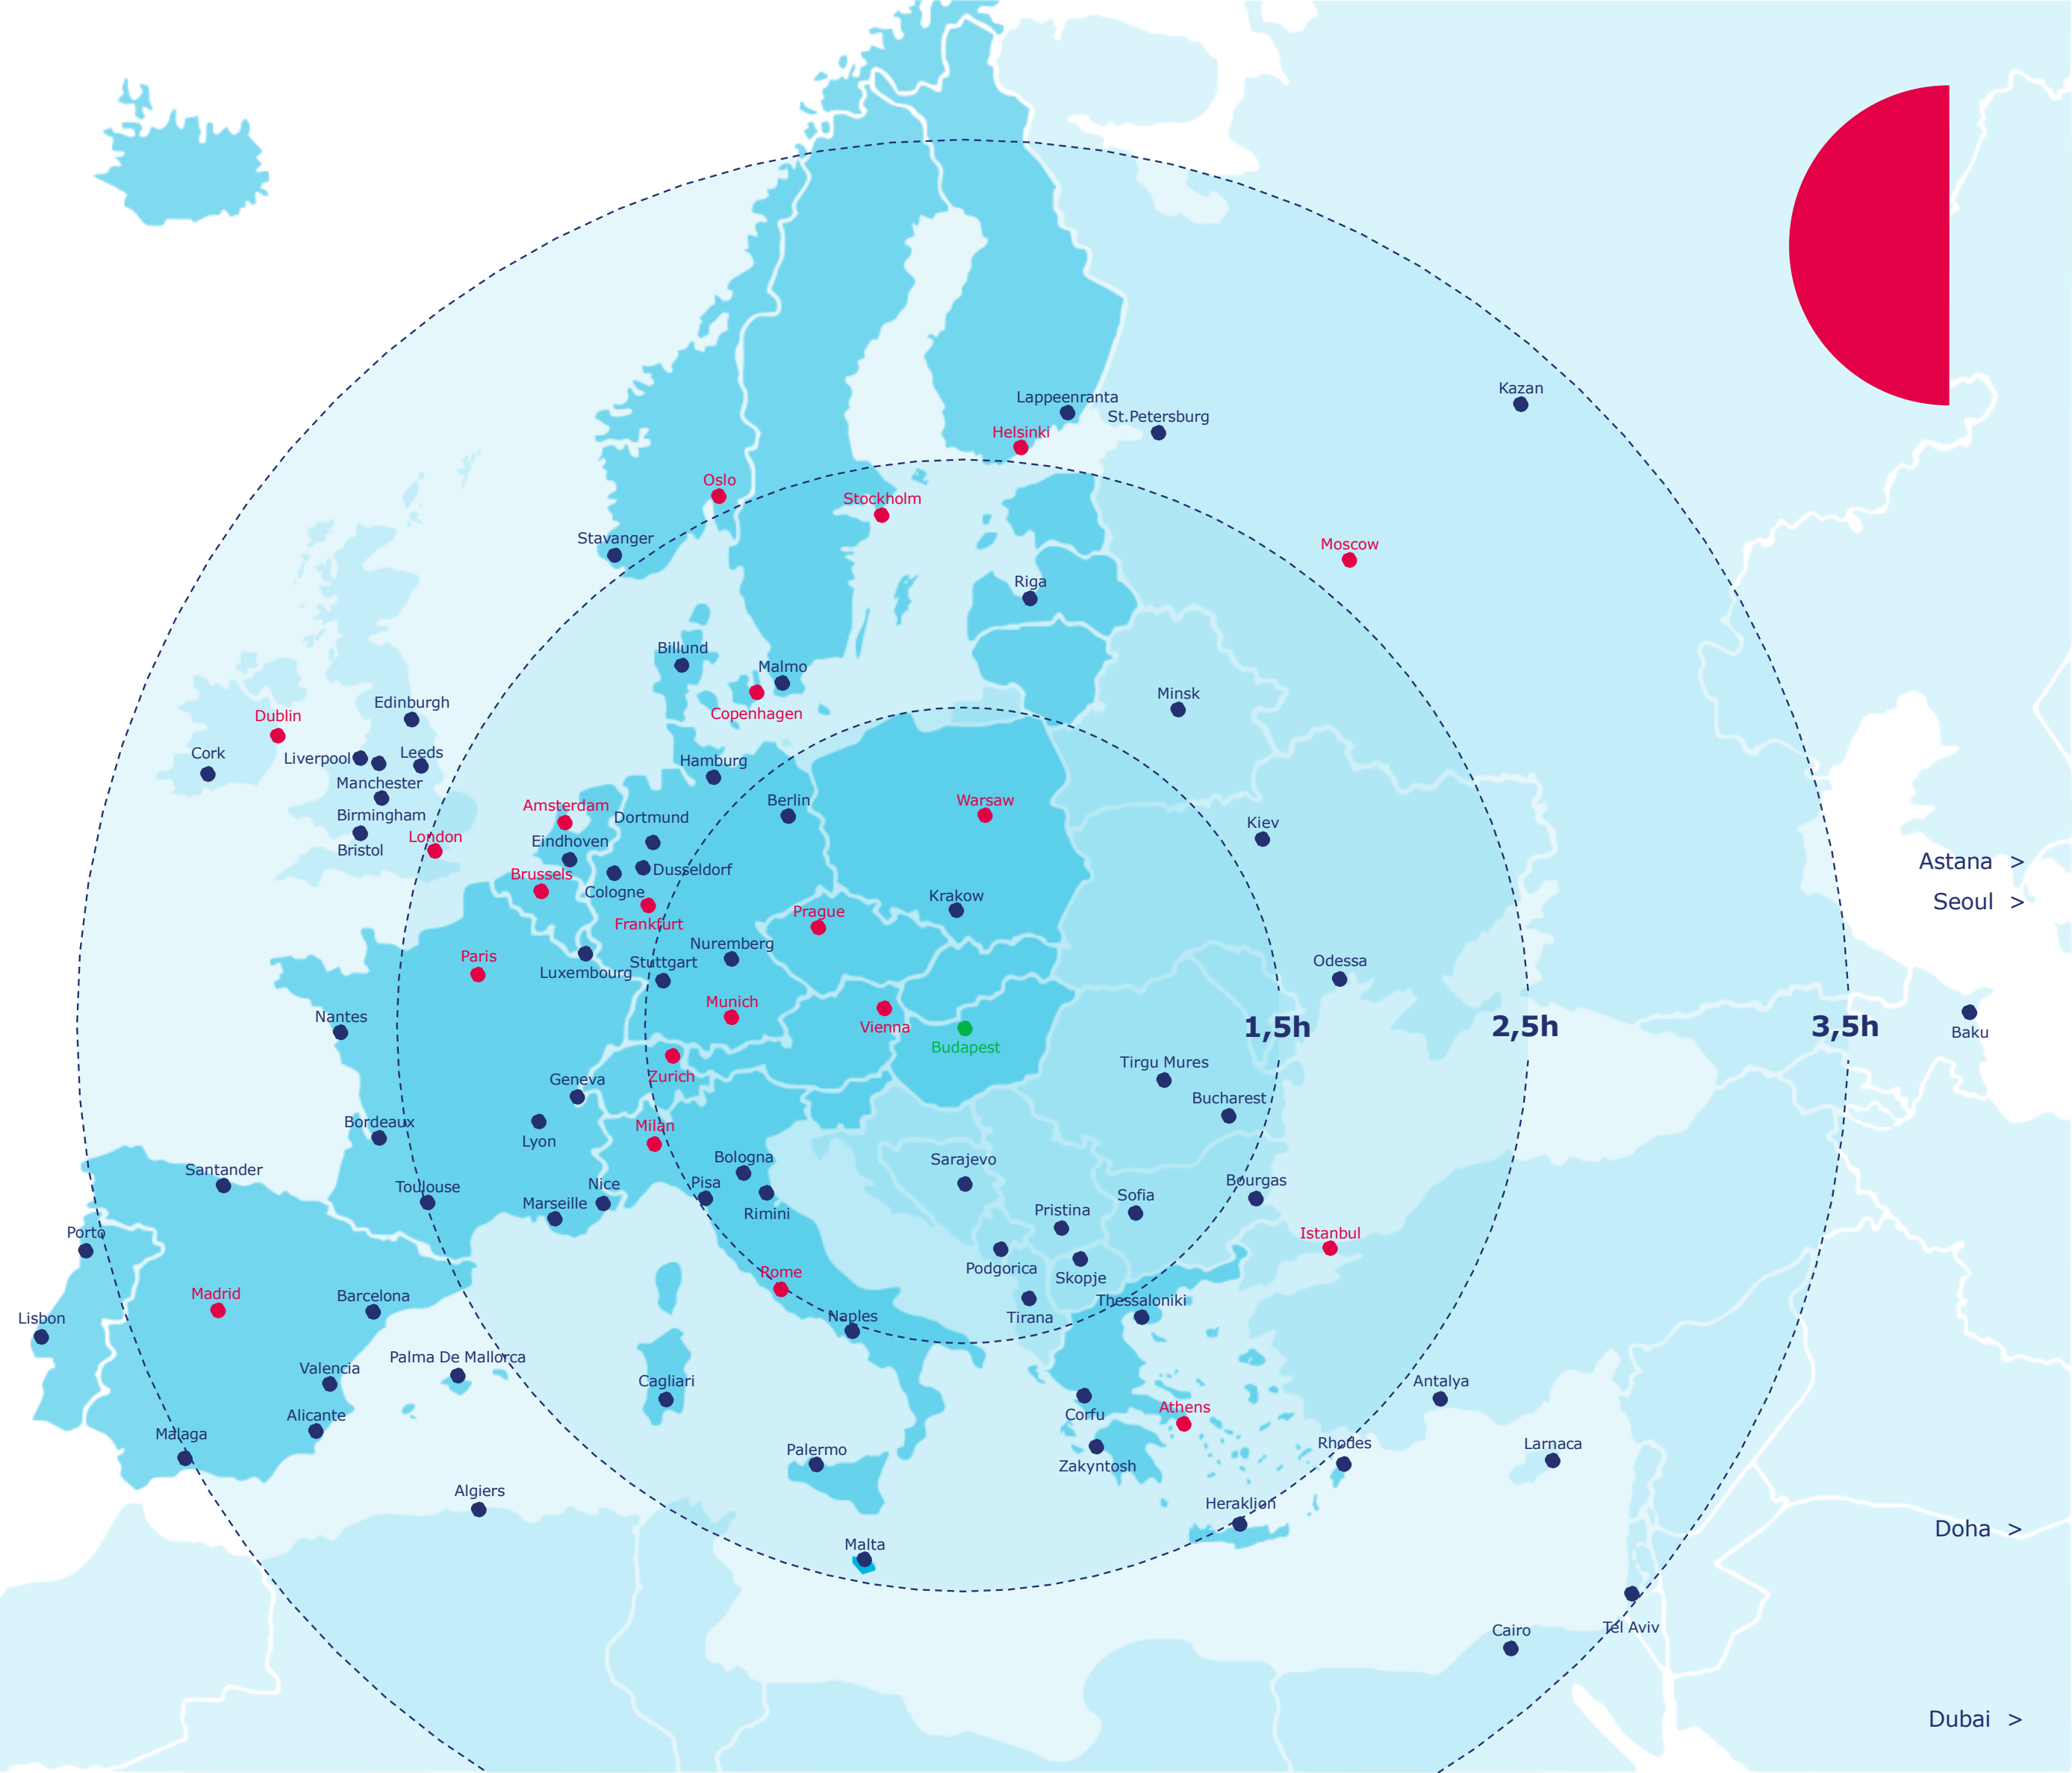 Kazan
Lappeenranta
St.Petersburg
Helsinki
Oslo
Stockholm
Stavanger
Moscow
Riga
Billund
Malmo
Copenhagen
Minsk
Edinburgh
Dublin
Cork
Liverpool
Leeds
Manchester
Hamburg
Birmingham
Bristol
London
Amsterdam
Dortmund
Berlin
Warsaw
Eindhoven
Kiev
Brussels
Dusseldorf
Cologne
Krakow
Frankfurt
Prague
Astana >
Seoul >
Nuremberg
Paris
Luxembourg
Stuttgart
Odessa
Munich
Nantes
Vienna
1,5h
2,5h
3,5h
Baku
Budapest
Tirgu Mures
Zurich
Geneva
Bucharest
Bordeaux
Lyon
Milan
Bologna
Sarajevo
Santander
Toulouse
Nice
Pisa
Bourgas
Marseille
Sofia
Rimini
Pristina
Porto
Istanbul
Podgorica
Rome
Skopje
Madrid
Barcelona
Thessaloniki
Lisbon
Naples
Tirana
Palma De Mallorca
Valencia
Cagliari
Antalya
Alicante
Corfu
Athens
Malaga
Palermo
Rhodes
Larnaca
Zakyntosh
Algiers
Heraklion
Doha >
Malta
Cairo
Tel Aviv
Dubai >